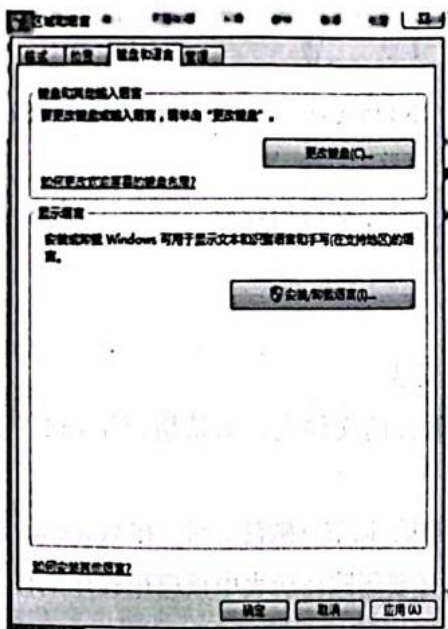 区域和语言
格式 位置 键盘和语言 管理
键盘和其他输入语言
要更改键盘或输入语言，请单击“更改键盘”。
更改键盘(C)...
如何更改欢迎屏幕的键盘布局?
显示语言
安装或卸载 Windows 可用于显示文本和识别语音和手写(在支持地区)的语
言。
安装/卸载语言(I)...
如何安装其他语言?
确定 取消 应用(A)